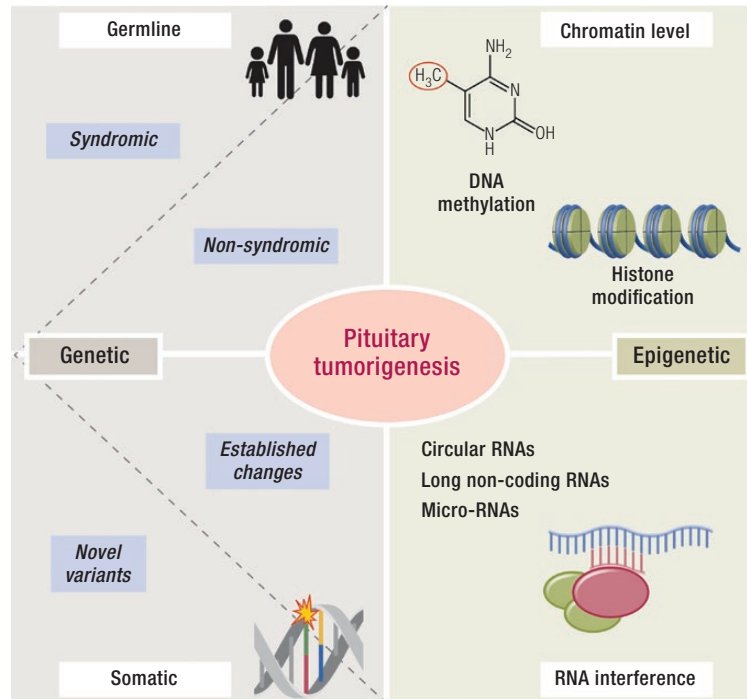 Germline
Syndromic
Non-syndromic
Chromatin level
NH₂
H₃C
N
N
H
OH
DNA
methylation
Histone
modification
Genetic
Pituitary
tumorigenesis
Epigenetic
Established
changes
Novel
variants
Somatic
Circular RNAs
Long non-coding RNAs
Micro-RNAs
RNA interference